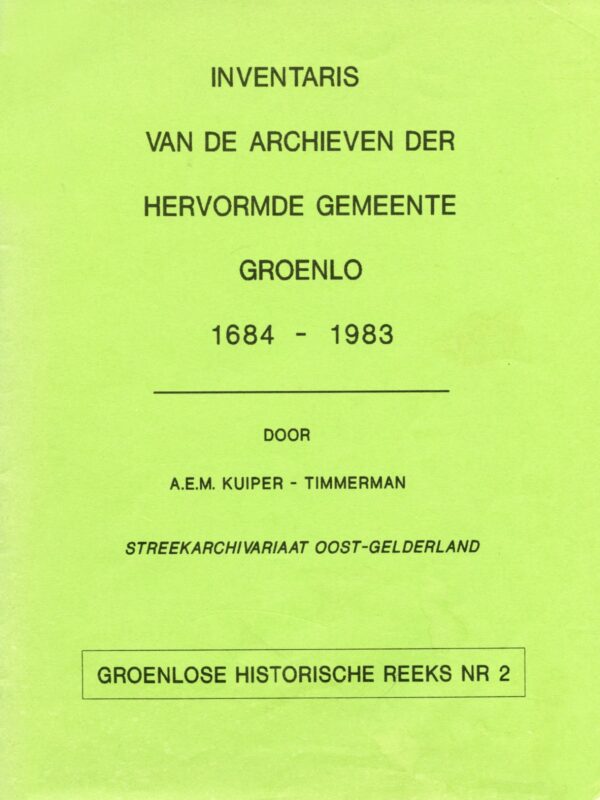 INVENTARIS
VAN DE ARCHIEVEN DER
HERVORMDE GEMEENTE
GROENLO
1684 - 1983
DOOR
A.E.M. KUIPER - TIMMERMAN
STREEKARCHIVARIAAT OOST-GELDERLAND
GROENLOSE HISTORISCHE REEKS NR 2